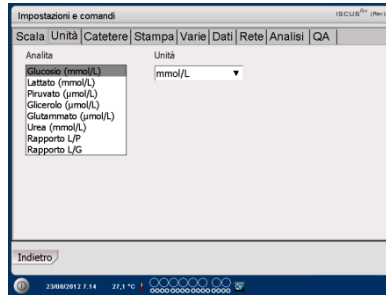 Impostazioni e comandi
ISCUS
Scala Unità Catetere Stampa Varie Dati Rete Analisi QA
Analita
Unità
Glucosio (mmol/L)
mmol/L
Lattato (mmol/L)
Piruvato (µmol/L)
Glicerolo (µmol/L)
Glutammato (µmol/L)
Urea (mmol/L)
Rapporto L/P
Rapporto L/G
Indietro
23/08/2012 7.14 27,1 °C